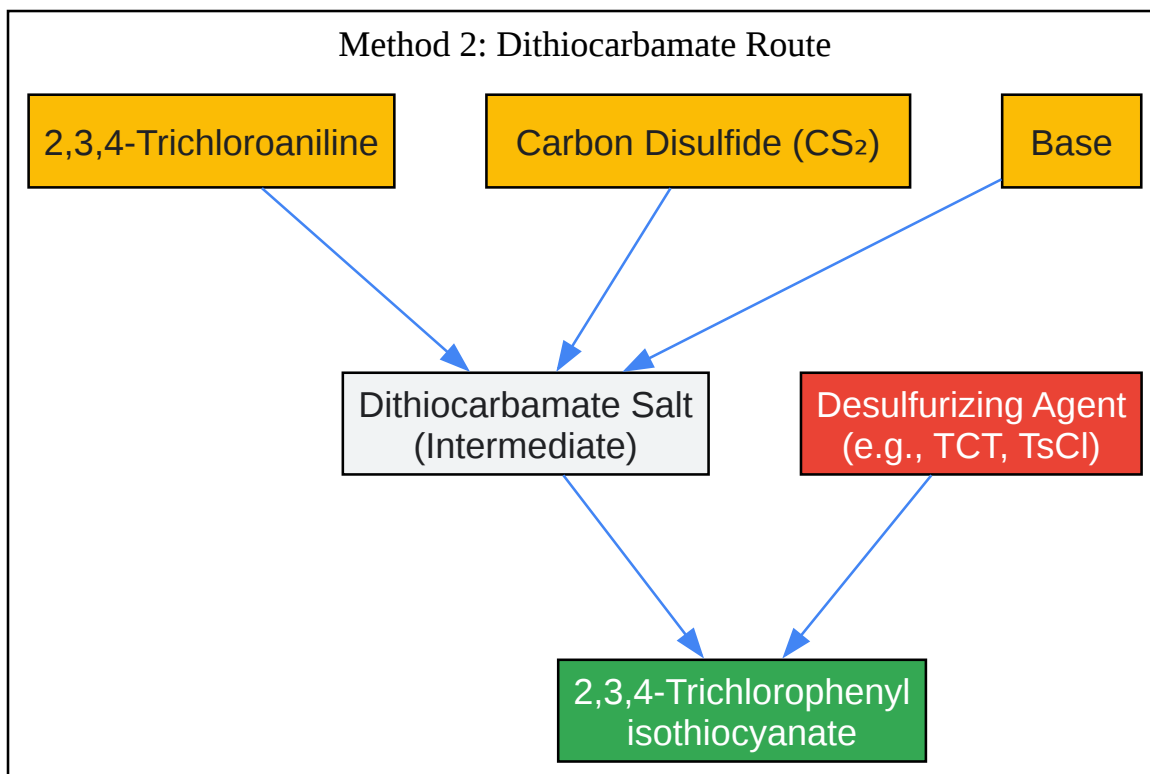 Method 2: Dithiocarbamate Route
2,3,4-Trichloroaniline
Carbon Disulfide (CS₂)
Base
Dithiocarbamate Salt
(Intermediate)
Desulfurizing Agent
(e.g., TCT, TsCl)
2,3,4-Trichlorophenyl
isothiocyanate